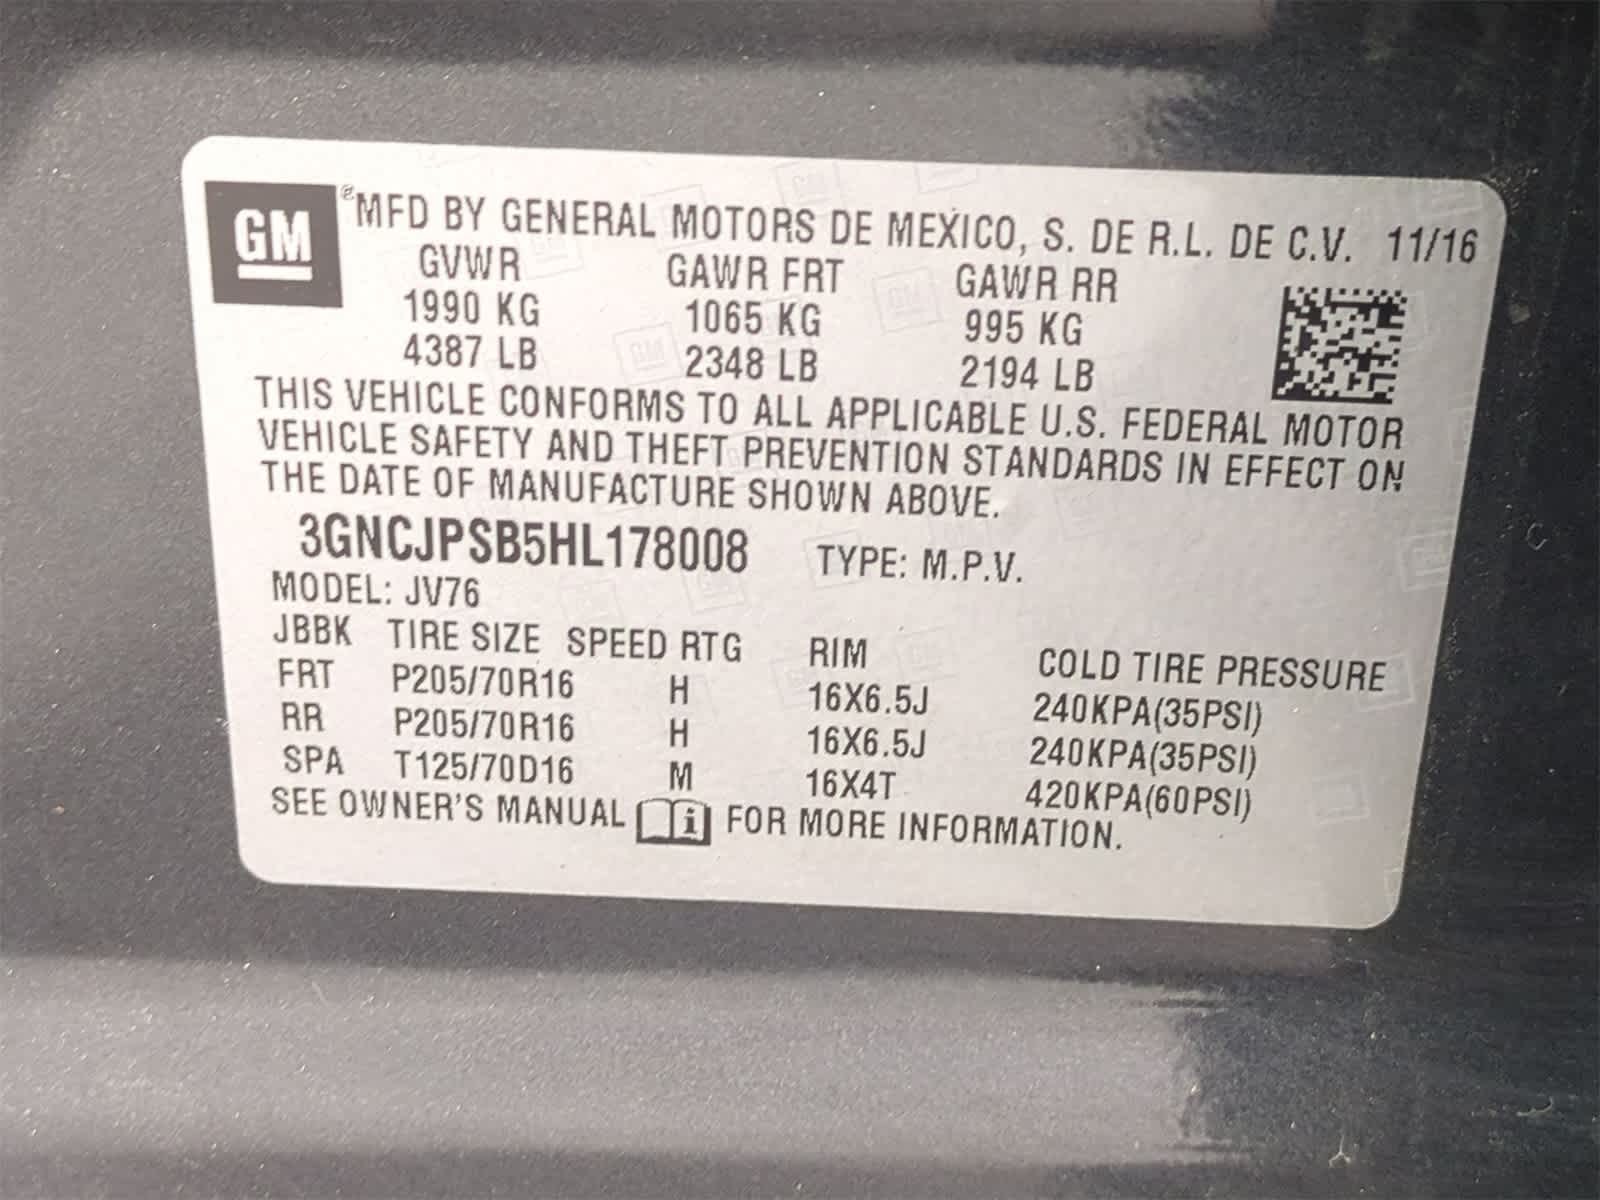 GM ® MFD BY GENERAL MOTORS DE MEXICO, S. DE R.L. DE C.V. 11/16
GVWR GAWR FRT GAWR RR
1990 KG 1065 KG 995 KG
4387 LB 2348 LB 2194 LB
THIS VEHICLE CONFORMS TO ALL APPLICABLE U.S. FEDERAL MOTOR
VEHICLE SAFETY AND THEFT PREVENTION STANDARDS IN EFFECT ON
THE DATE OF MANUFACTURE SHOWN ABOVE.
3GNCJPSB5HL178008 TYPE: M.P.V.
MODEL: JV76
JBBK TIRE SIZE SPEED RTG RIM COLD TIRE PRESSURE
FRT P205/70R16 H 16X6.5J 240KPA(35PSI)
RR P205/70R16 H 16X6.5J 240KPA(35PSI)
SPA T125/70D16 M 16X4T 420KPA(60PSI)
SEE OWNER'S MANUAL i FOR MORE INFORMATION.